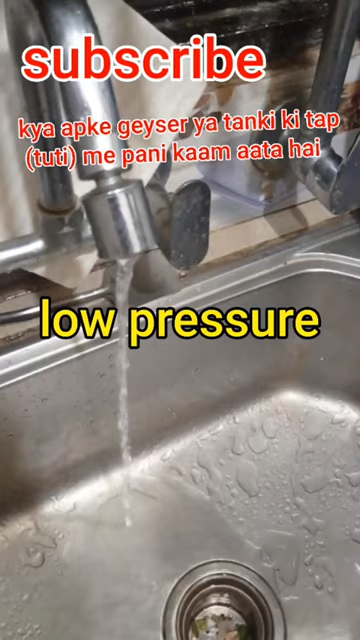 subscribe
kya apke geyser ya tanki ki tap
(tuti) me pani kaam aata hai
low pressure